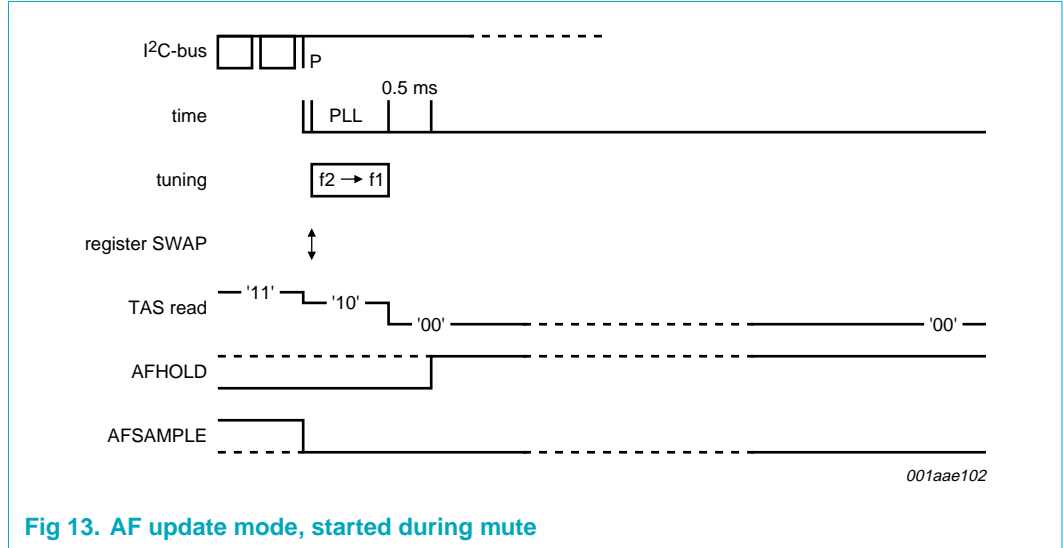 I2C-bus
P
0.5 ms
time
PLL
tuning
f2 → f1
register SWAP
TAS read
'11'
'10'
'00'
'00'
AFHOLD
AFSAMPLE
001aae102
Fig 13. AF update mode, started during mute